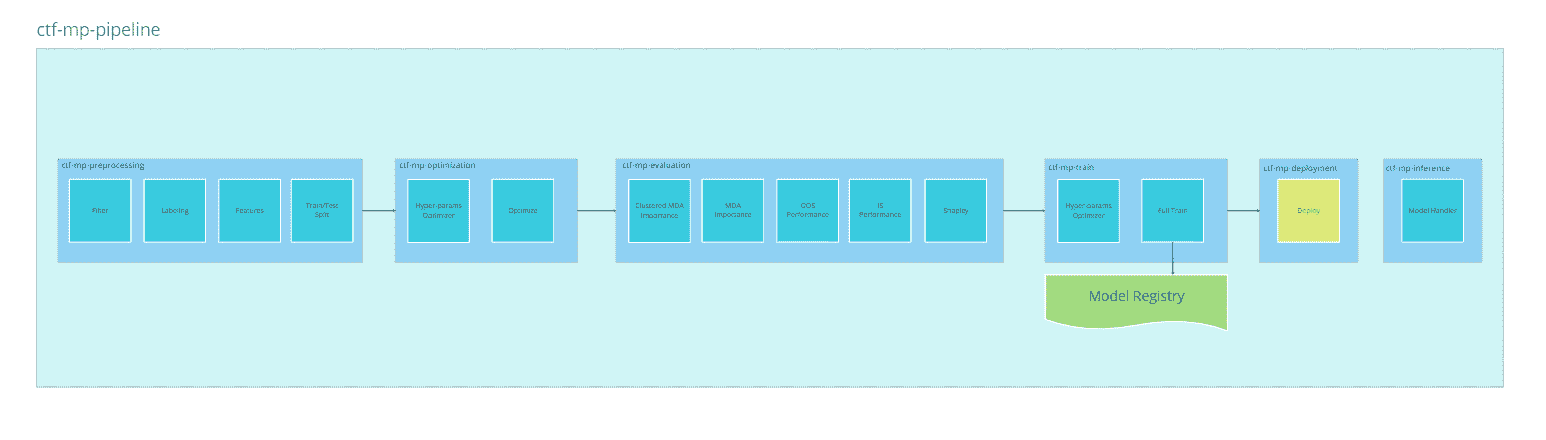 ctf-mp-pipeline
ctf-mp-preprocessing
Filter
Labeling
Features
Train/Test
Split
ctf-mp-optimization
Hyper-params
Optimizer
Optimize
ctf-mp-evaluation
Clustered MDA
Importance
MDA
Importance
OOS
Performance
IS
Performance
Shapley
ctf-mp-train
Hyper-params
Optimizer
Full Train
Model Registry
ctf-mp-deployment
Deploy
ctf-mp-inference
Model Handler